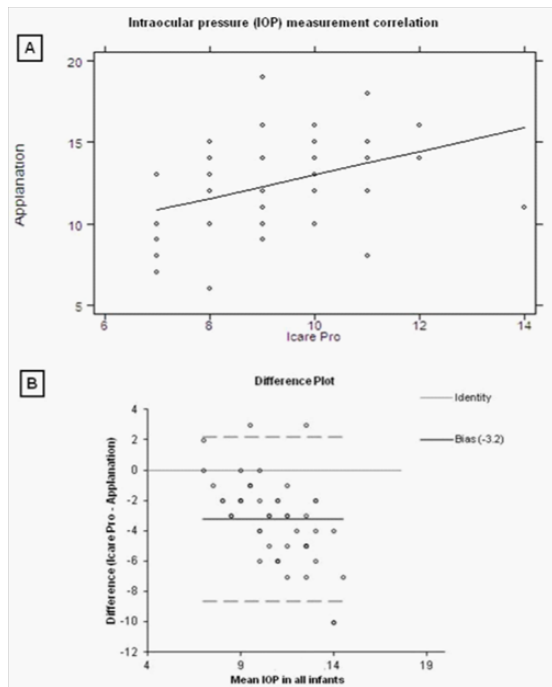 Intraocular pressure (IOP) measurement correlation
A
Applanation
20
15
10
5
6
8
10
12
14
Icare Pro
B
Difference Plot
Identity
Bias (-3.2)
Difference (Icare Pro - Applanation)
4
2
0
-2
-4
-6
-8
-10
-12
4
9
14
19
Mean IOP in all infants